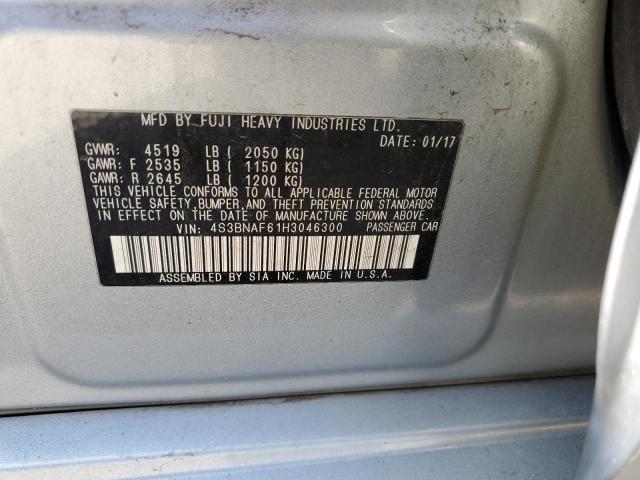 MFD BY FUJI HEAVY INDUSTRIES LTD.
DATE: 01/17
GVWR: 4519 LB ( 2050 KG)
GAWR: F 2535 LB ( 1150 KG)
GAWR: R 2645 LB ( 1200 KG)
THIS VEHICLE CONFORMS TO ALL APPLICABLE FEDERAL MOTOR
VEHICLE SAFETY, BUMPER, AND THEFT PREVENTION STANDARDS
IN EFFECT ON THE DATE OF MANUFACTURE SHOWN ABOVE.
VIN: 4S3BNAF61H3046300 PASSENGER CAR
ASSEMBLED BY SIA INC. MADE IN U.S.A.